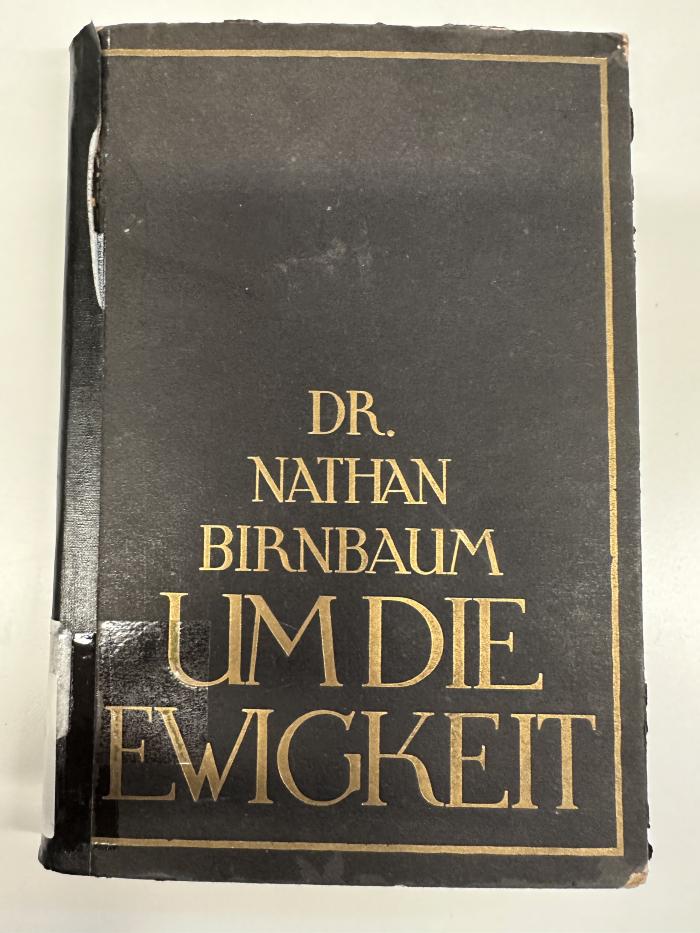 DR.
NATHAN
BIRNBAUM
UM DIE
EWIGKEIT